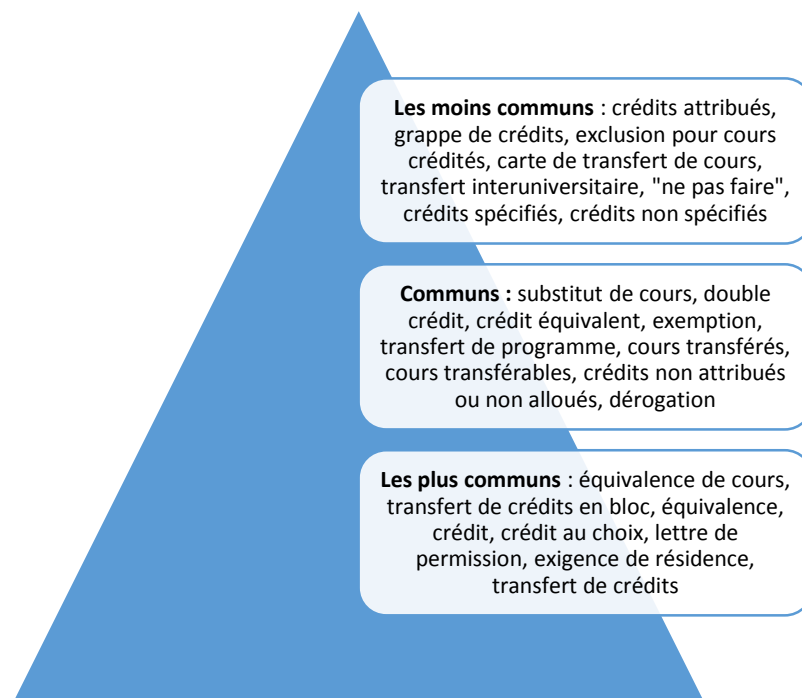 Les moins communs : crédits attribués,
grappe de crédits, exclusion pour cours
crédités, carte de transfert de cours,
transfert interuniversitaire, "ne pas faire",
crédits spécifiés, crédits non spécifiés
Communs : substitut de cours, double
crédit, crédit équivalent, exemption,
transfert de programme, cours transférés,
cours transférables, crédits non attribués
ou non alloués, dérogation
Les plus communs : équivalence de cours,
transfert de crédits en bloc, équivalence,
crédit, crédit au choix, lettre de
permission, exigence de résidence,
transfert de crédits